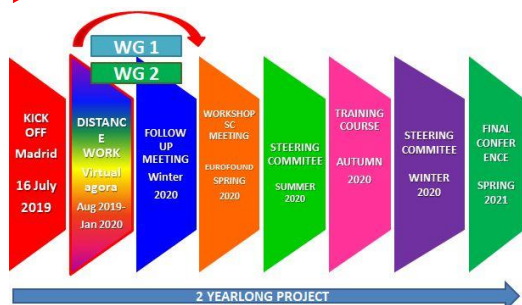 WG 1
WG 2
KICK
OFF
Madrid
16 July
2019
DISTANC
E
WORK
Virtual
agora
Aug 2019-
Jan 2020
FOLLOW
UP
MEETING
Winter
2020
WORKSHOP
SC
MEETING
EUROFOUND
SPRING
2020
STEERING
COMMITEE
SUMMER
2020
TRAINING
COURSE
AUTUMN
2020
STEERING
COMMITEE
WINTER
2020
FINAL
CONFER
ENCE
SPRING
2021
2 YEARLONG PROJECT